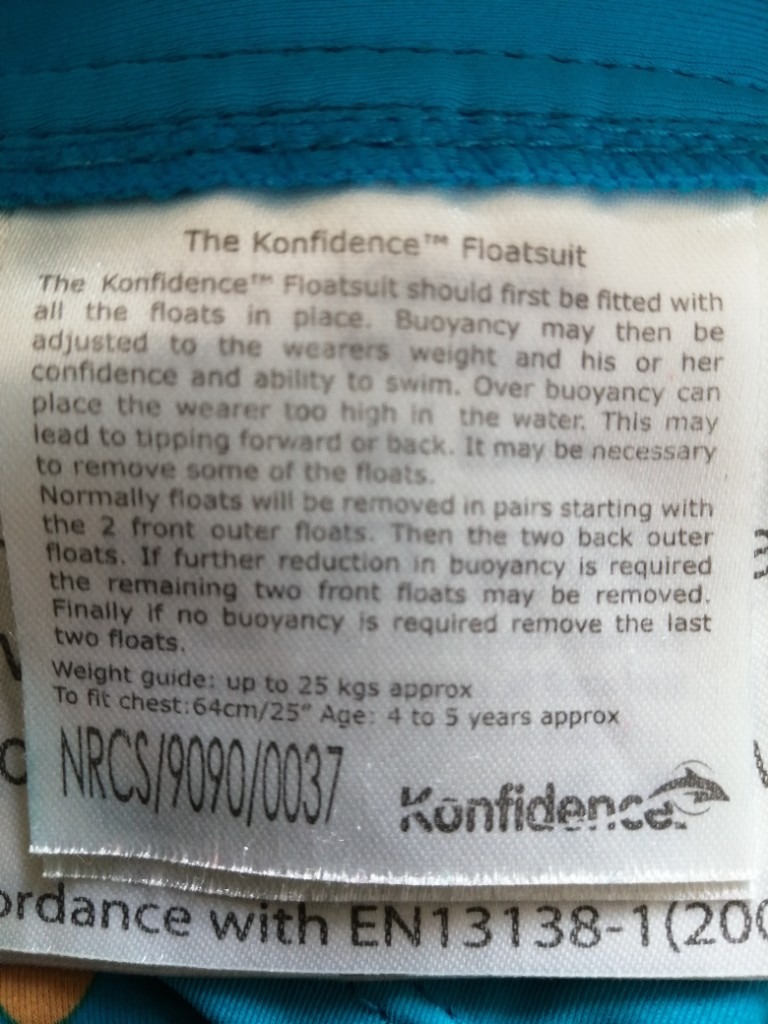 The Konfidence™ Floatsuit
The Konfidence™ Floatsuit should first be fitted with
all the floats in place. Buoyancy may then be
adjusted to the wearers weight and his or her
confidence and ability to swim. Over buoyancy can
place the wearer too high in the water. This may
lead to tipping forward or back. It may be necessary
to remove some of the floats.
Normally floats will be removed in pairs starting with
the 2 front outer floats. Then the two back outer
floats. If further reduction in buoyancy is required
the remaining two front floats may be removed.
Finally if no buoyancy is required remove the last
two floats.
Weight guide: up to 25 kgs approx
To fit chest:64cm/25" Age: 4 to 5 years approx
NRCS/9090/0037
Konfidence
with EN13138-1